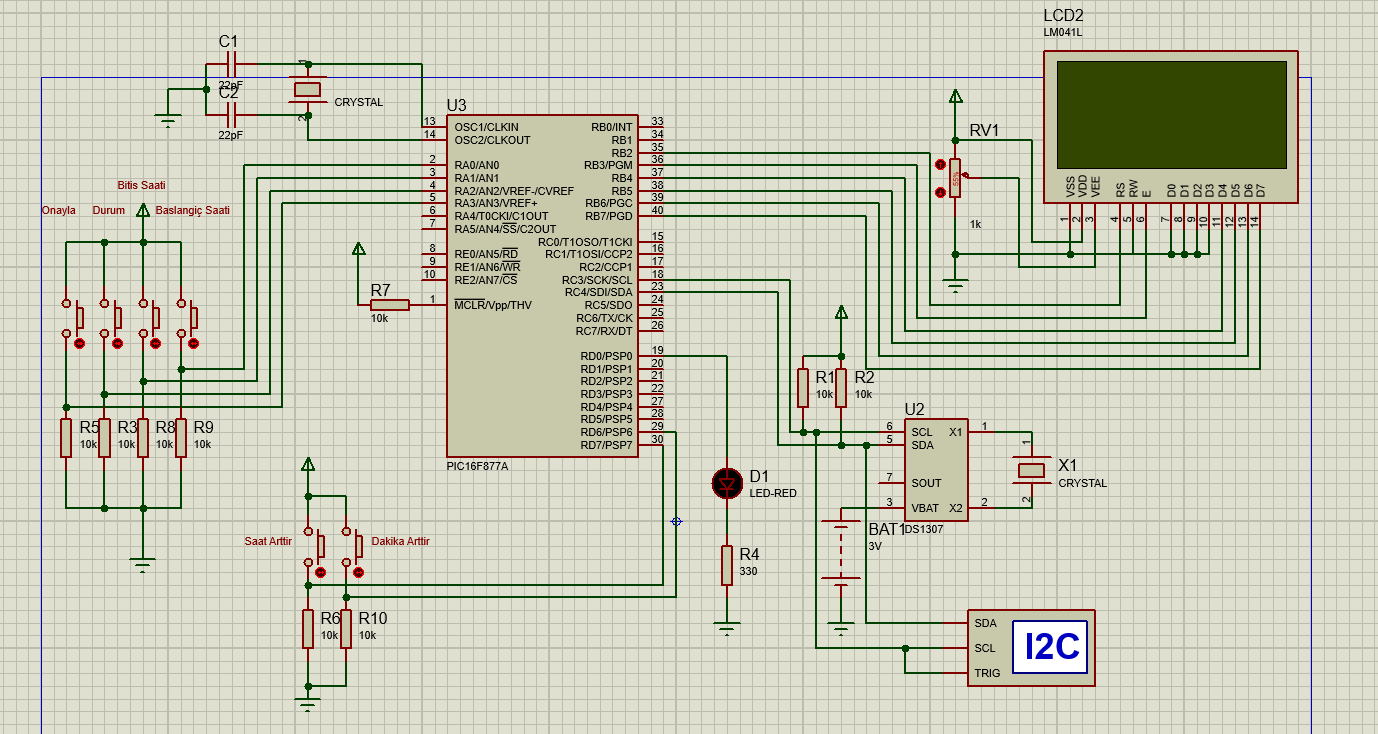 LCD2
LM041L
C1
22pF
C2
22pF
1
2
CRYSTAL
U3
13 OSC1/CLKIN
14 OSC2/CLKOUT
2 RA0/AN0
3 RA1/AN1
4 RA2/AN2/VREF-/CVREF
5 RA3/AN3/VREF+
6 RA4/T0CKI/C1OUT
7 RA5/AN4/SS/C2OUT
8 RE0/AN5/RD
9 RE1/AN6/WR
10 RE2/AN7/CS
1 MCLR/Vpp/THV
RB0/INT 33
RB1 34
RB2 35
RB3/PGM 36
RB4 37
RB5 38
RB6/PGC 39
RB7/PGD 40
RC0/T1OSO/T1CKI 15
RC1/T1OSI/CCP2 16
RC2/CCP1 17
RC3/SCK/SCL 18
RC4/SDI/SDA 23
RC5/SDO 24
RC6/TX/CK 25
RC7/RX/DT 26
RD0/PSP0 19
RD1/PSP1 20
RD2/PSP2 21
RD3/PSP3 22
RD4/PSP4 27
RD5/PSP5 28
RD6/PSP6 29
RD7/PSP7 30
PIC16F877A
RV1
55%
1k
VSS VDD VEE RS RW E D0 D1 D2 D3 D4 D5 D6 D7
1 2 3 4 5 6 7 8 9 10 11 12 13 14
Bitis Saati
Onayla Durum Baslangiç Saati
R7
10k
R5 R3 R8 R9
10k 10k 10k 10k
R1 R2
10k 10k
U2
6 SCL X1 1
5 SDA
7 SOUT
3 VBAT X2 2
DS1307
1
2
X1
CRYSTAL
D1
LED-RED
BAT1
3V
R4
330
Saat Arttir Dakika Arttir
R6 R10
10k 10k
SDA
SCL
TRIG
I2C